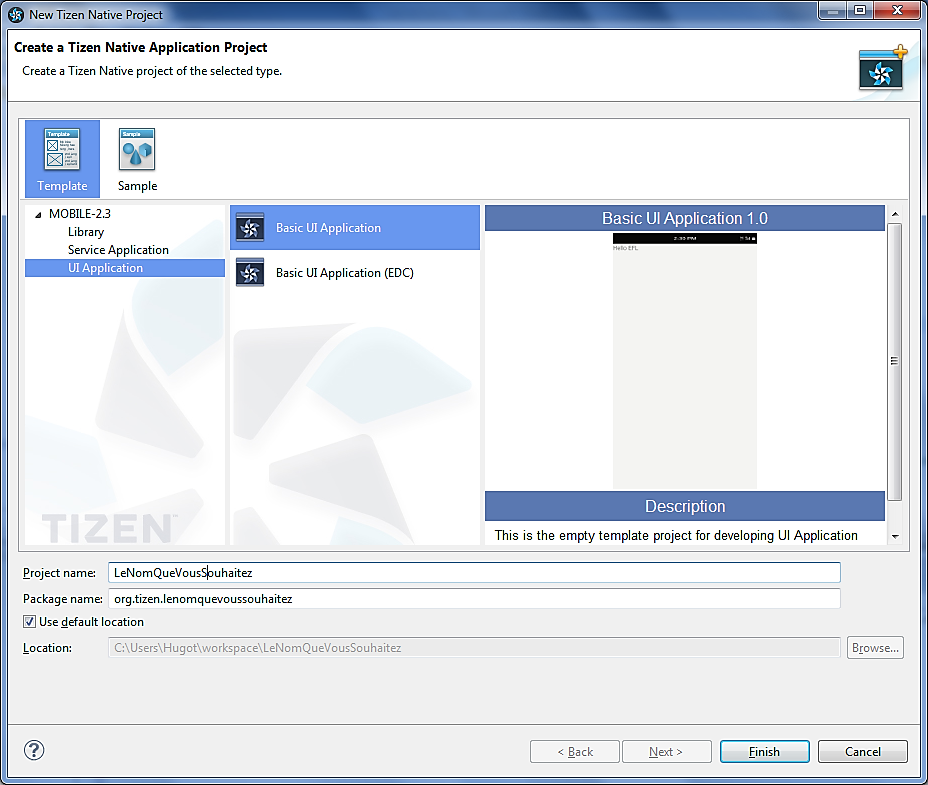 New Tizen Native Project
Create a Tizen Native Application Project
Create a Tizen Native project of the selected type.
Template
Sample
Template
Sample
MOBILE-2.3
Library
Service Application
UI Application
TIZEN™
Basic UI Application
Basic UI Application (EDC)
Basic UI Application 1.0
2:30 PM
Hello EFL
Description
This is the empty template project for developing UI Application
Project name: LeNomQueVousSouhaitez
Package name: org.tizen.lenomquevoussouhaitez
Use default location
Location: C:\Users\Hugot\workspace\LeNomQueVousSouhaitez Browse...
? < Back Next > Finish Cancel